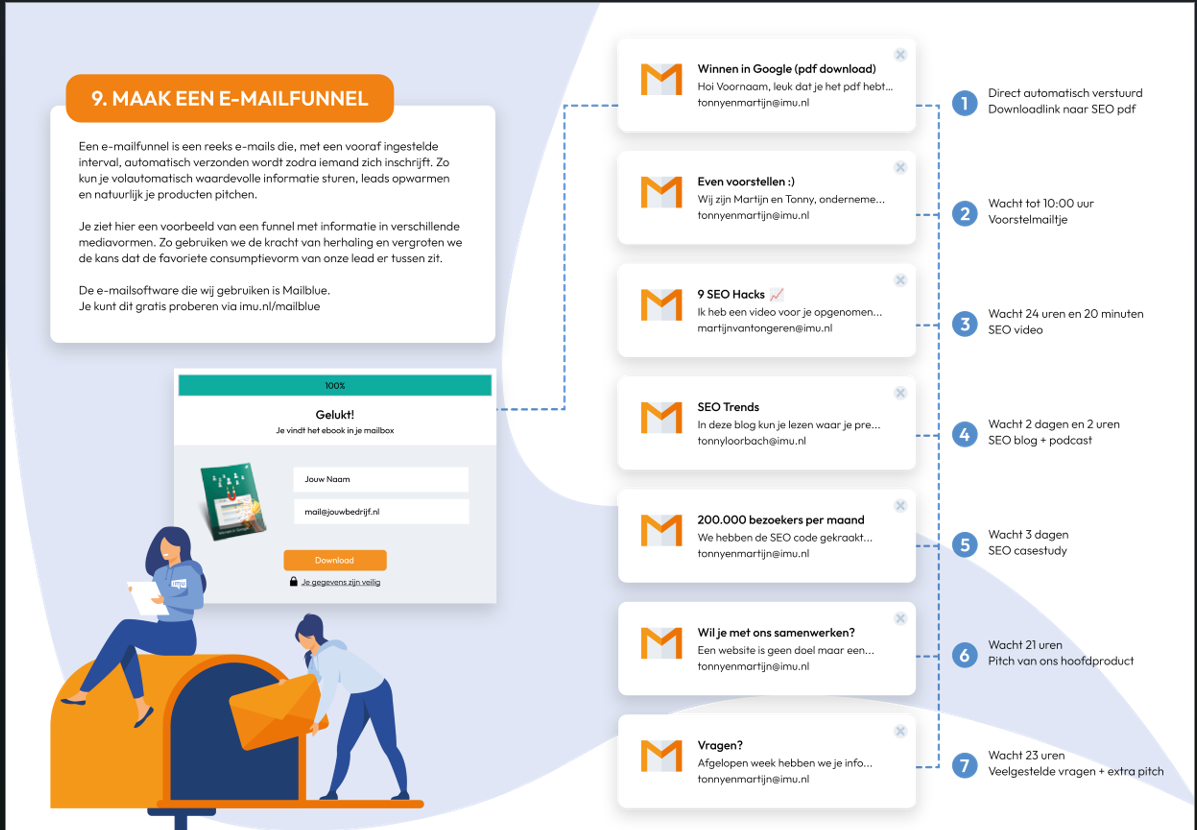 9. MAAK EEN E-MAILFUNNEL
Een e-mailfunnel is een reeks e-mails die, met een vooraf ingestelde
interval, automatisch verzonden wordt zodra iemand zich inschrijft. Zo
kun je volautomatisch waardevolle informatie sturen, leads opwarmen
en natuurlijk je producten pitchen.
Je ziet hier een voorbeeld van een funnel met informatie in verschillende
mediavormen. Zo gebruiken we de kracht van herhaling en vergroten we
de kans dat de favoriete consumptievorm van onze lead er tussen zit.
De e-mailsoftware die wij gebruiken is Mailblue.
Je kunt dit gratis proberen via imu.nl/mailblue
100%
Gelukt!
Je vindt het ebook in je mailbox
Jouw Naam
mail@jouwbedrijf.nl
Download
Je gegevens zijn veilig
imu
Winnen in Google (pdf download)
Hoi Voornaam, leuk dat je het pdf hebt...
tonnyenmartijn@imu.nl
1
Direct automatisch verstuurd
Downloadlink naar SEO pdf
Even voorstellen :)
Wij zijn Martijn en Tonny, onderneme...
tonnyenmartijn@imu.nl
2
Wacht tot 10:00 uur
Voorstelmailtje
9 SEO Hacks 📈
Ik heb een video voor je opgenomen...
martijnvantongeren@imu.nl
3
Wacht 24 uren en 20 minuten
SEO video
SEO Trends
In deze blog kun je lezen waar je pre...
tonnyloorbach@imu.nl
4
Wacht 2 dagen en 2 uren
SEO blog + podcast
200.000 bezoekers per maand
We hebben de SEO code gekraakt...
tonnyenmartijn@imu.nl
5
Wacht 3 dagen
SEO casestudy
Wil je met ons samenwerken?
Een website is geen doel maar een...
tonnyenmartijn@imu.nl
6
Wacht 21 uren
Pitch van ons hoofdproduct
Vragen?
Afgelopen week hebben we je info...
tonnyenmartijn@imu.nl
7
Wacht 23 uren
Veelgestelde vragen + extra pitch